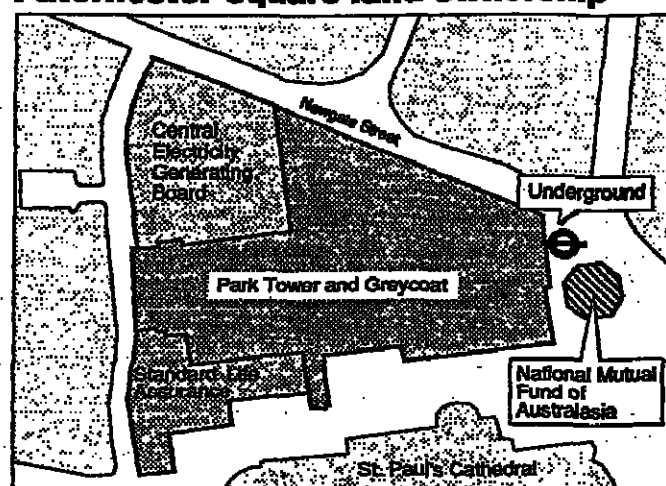 Paternoster Square land ownership
Newgate Street
Central
Electricity
Generating
Board
Underground
Park Tower and Greycoat
National Mutual
Fund of
Australasia
Standard Life
Assurance
St. Paul's Cathedral